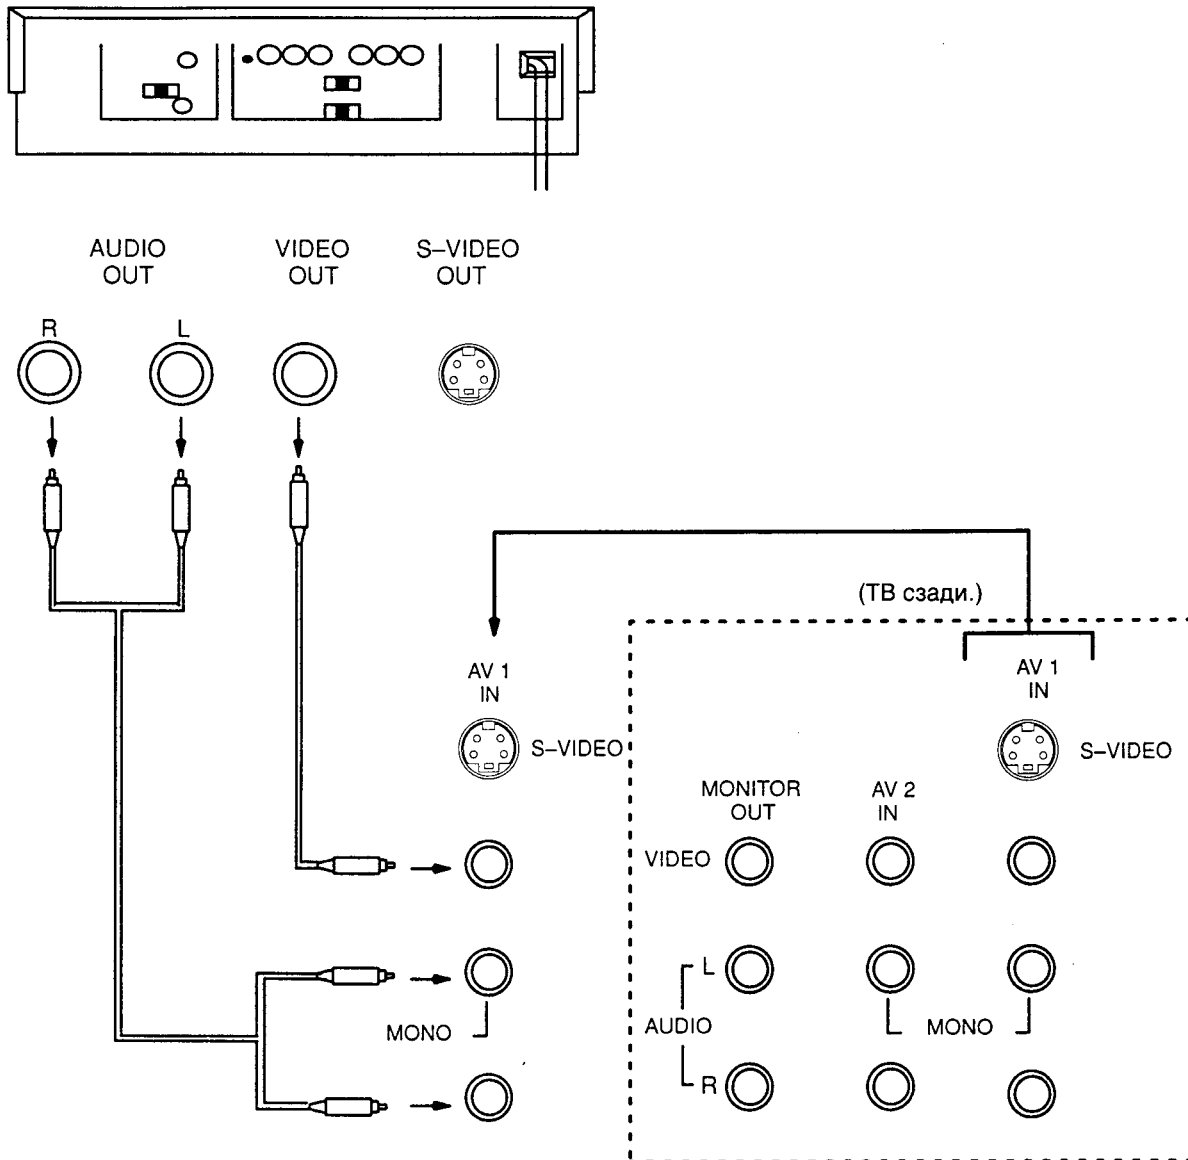 AUDIO
OUT
VIDEO
OUT
S–VIDEO
OUT
R
L
(ТВ сзади.)
AV 1
IN
S–VIDEO
AV 1
IN
S–VIDEO
MONITOR
OUT
AV 2
IN
VIDEO
L
AUDIO
R
MONO
MONO